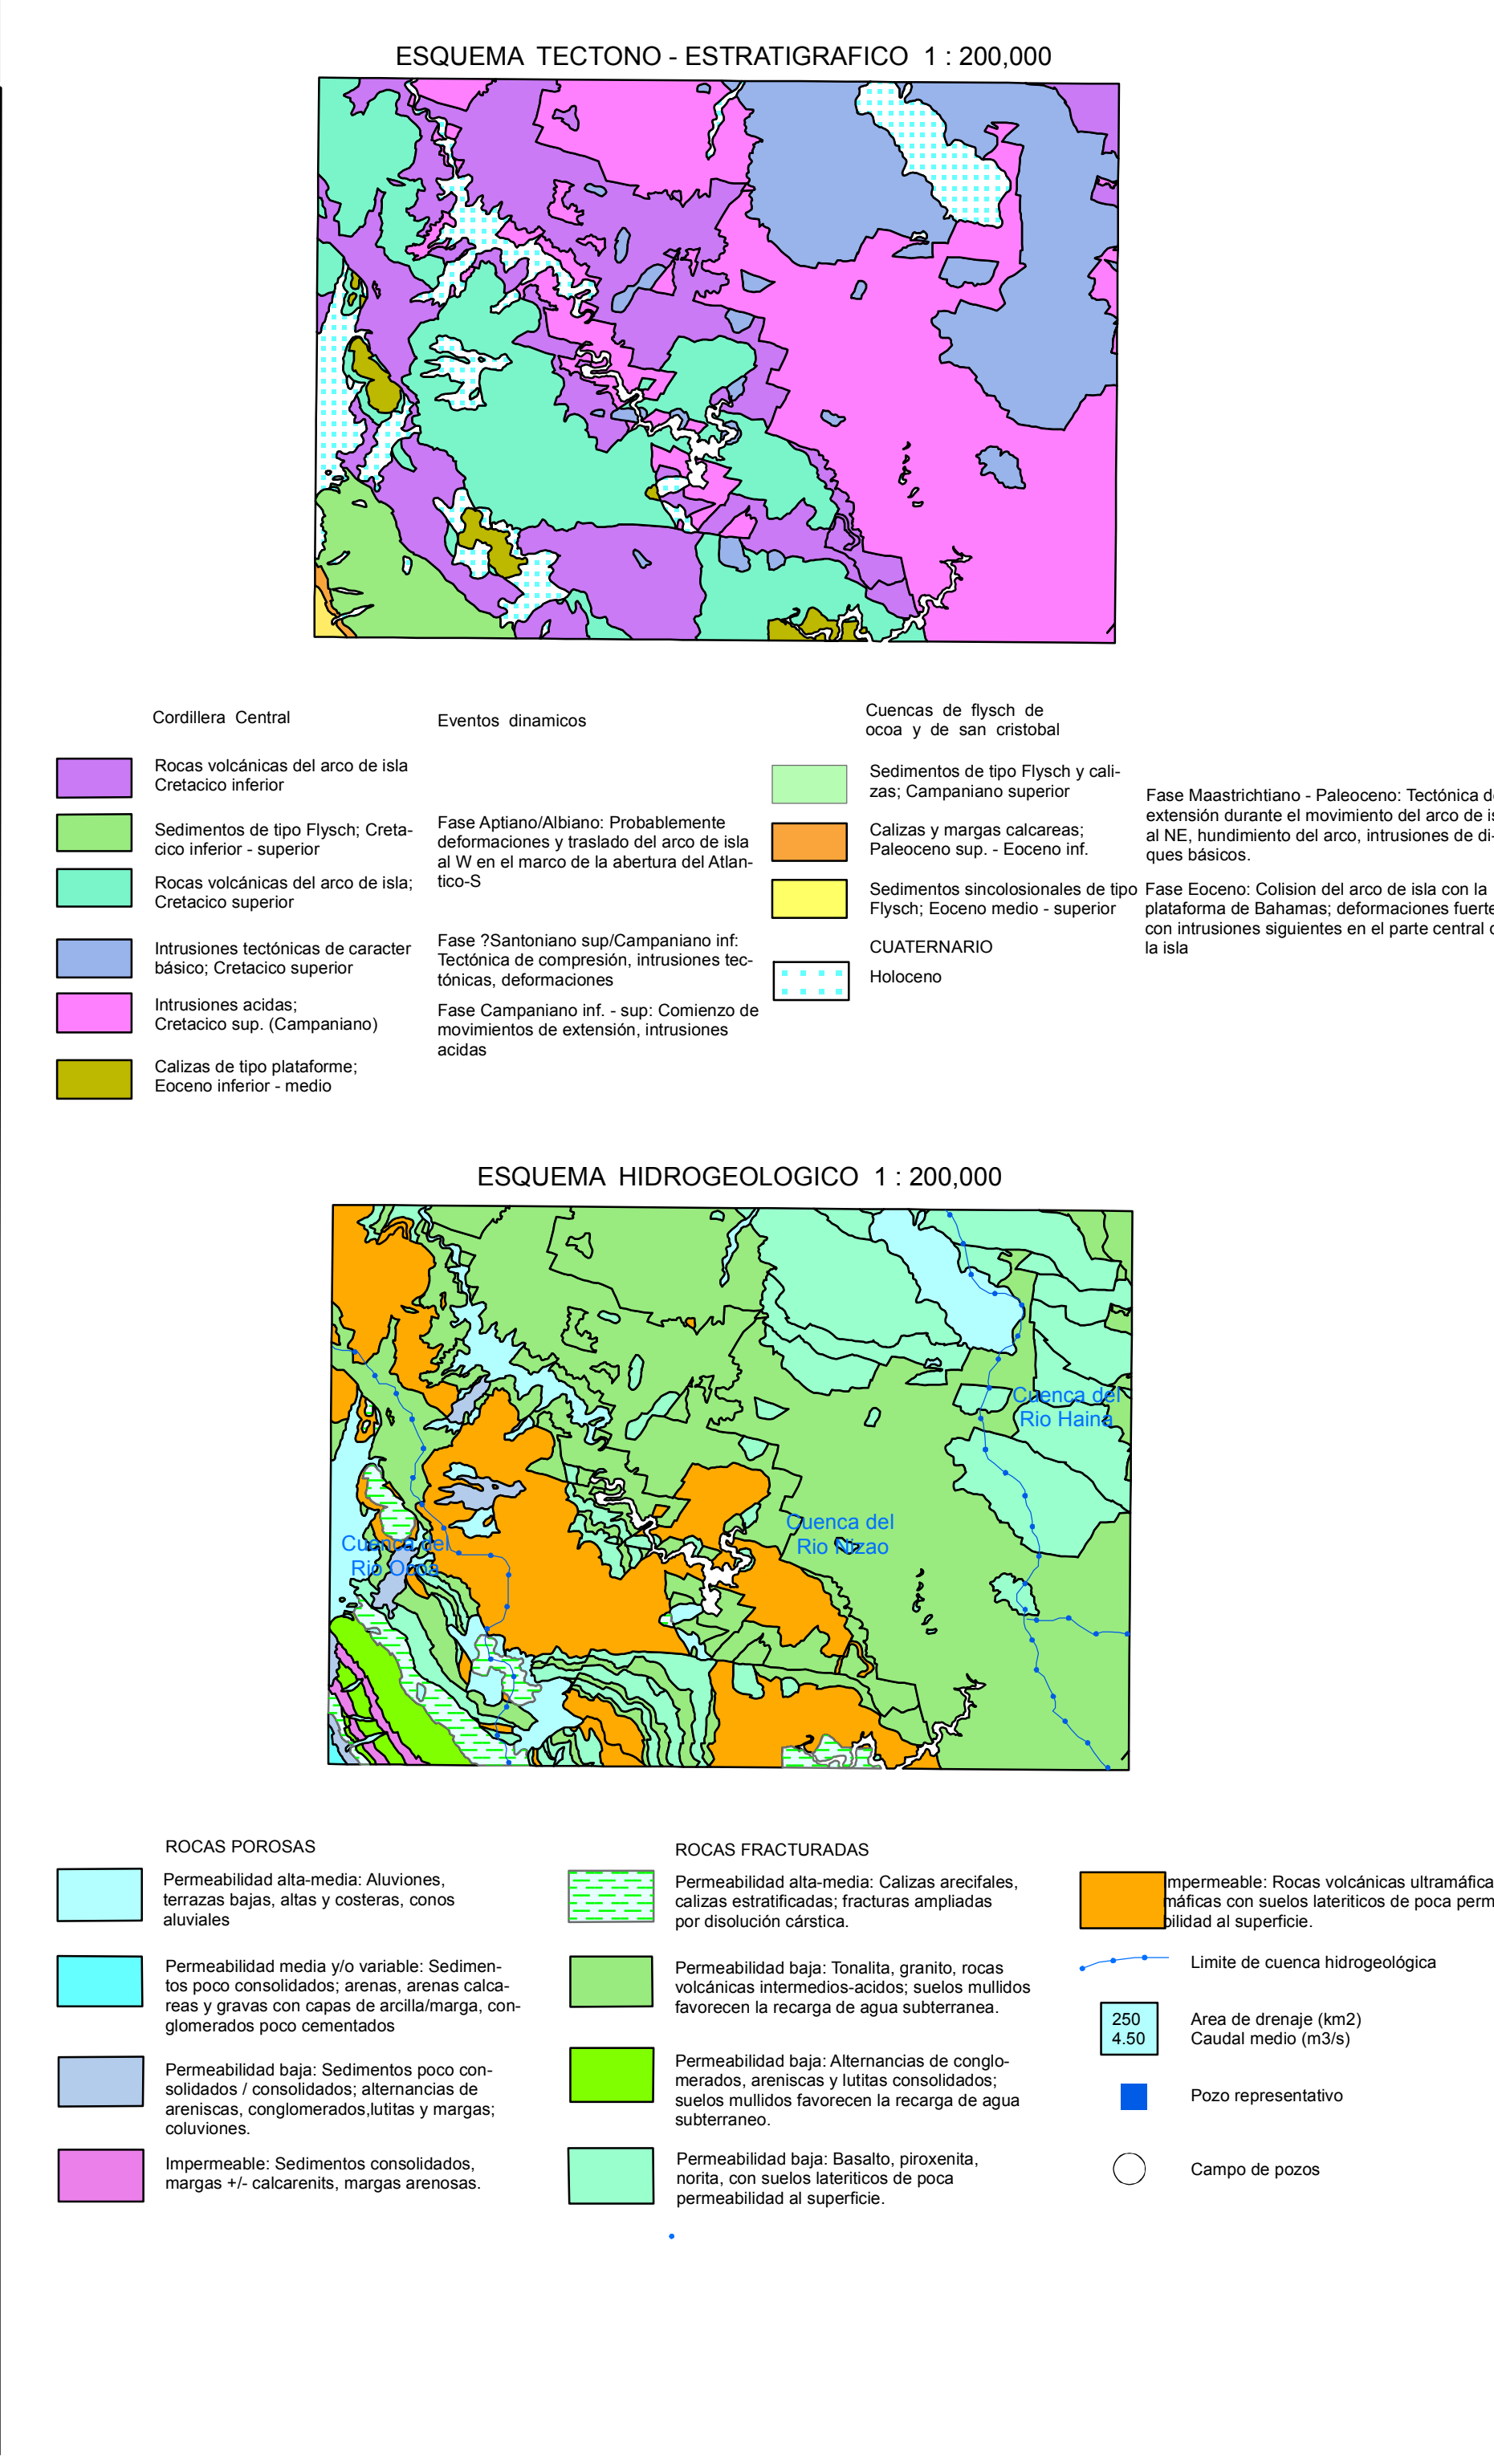 ESQUEMA TECTONO - ESTRATIGRAFICO 1 : 200,000
Cordillera Central
Rocas volcánicas del arco de isla
Cretacico inferior
Sedimentos de tipo Flysch; Creta-
cico inferior - superior
Rocas volcánicas del arco de isla;
Cretacico superior
Intrusiones tectónicas de caracter
básico; Cretacico superior
Intrusiones acidas;
Cretacico sup. (Campaniano)
Calizas de tipo plataforme;
Eoceno inferior - medio
Eventos dinamicos
Fase Aptiano/Albiano: Probablemente
deformaciones y traslado del arco de isla
al W en el marco de la abertura del Atlan-
tico-S
Fase ?Santoniano sup/Campaniano inf:
Tectónica de compresión, intrusiones tec-
tónicas, deformaciones
Fase Campaniano inf. - sup: Comienzo de
movimientos de extensión, intrusiones
acidas
Cuencas de flysch de
ocoa y de san cristobal
Sedimentos de tipo Flysch y cali-
zas; Campaniano superior
Calizas y margas calcareas;
Paleoceno sup. - Eoceno inf.
Sedimentos sincolosionales de tipo
Flysch; Eoceno medio - superior
CUATERNARIO
Holoceno
Fase Maastrichtiano - Paleoceno: Tectónica d
extensión durante el movimiento del arco de is
al NE, hundimiento del arco, intrusiones de di-
ques básicos.
Fase Eoceno: Colision del arco de isla con la
plataforma de Bahamas; deformaciones fuerte
con intrusiones siguientes en el parte central
la isla
ESQUEMA HIDROGEOLOGICO 1 : 200,000
Cuenca del
Rio Haina
Cuenca del
Rio Nizao
Cuenca del
Rio Ocoa
ROCAS POROSAS
Permeabilidad alta-media: Aluviones,
terrazas bajas, altas y costeras, conos
aluviales
Permeabilidad media y/o variable: Sedimen-
tos poco consolidados; arenas, arenas calca-
reas y gravas con capas de arcilla/marga, con-
glomerados poco cementados
Permeabilidad baja: Sedimentos poco con-
solidados / consolidados; alternancias de
areniscas, conglomerados,lutitas y margas;
coluviones.
Impermeable: Sedimentos consolidados,
margas +/- calcarenits, margas arenosas.
ROCAS FRACTURADAS
Permeabilidad alta-media: Calizas arecifales,
calizas estratificadas; fracturas ampliadas
por disolución cárstica.
Permeabilidad baja: Tonalita, granito, rocas
volcánicas intermedios-acidos; suelos mullidos
favorecen la recarga de agua subterranea.
Permeabilidad baja: Alternancias de conglo-
merados, areniscas y lutitas consolidados;
suelos mullidos favorecen la recarga de agua
subterraneo.
Permeabilidad baja: Basalto, piroxenita,
norita, con suelos lateriticos de poca
permeabilidad al superficie.
mpermeable: Rocas volcánicas ultramáfica
máficas con suelos lateriticos de poca perm
bilidad al superficie.
Limite de cuenca hidrogeológica
250
4.50
Area de drenaje (km2)
Caudal medio (m3/s)
Pozo representativo
Campo de pozos